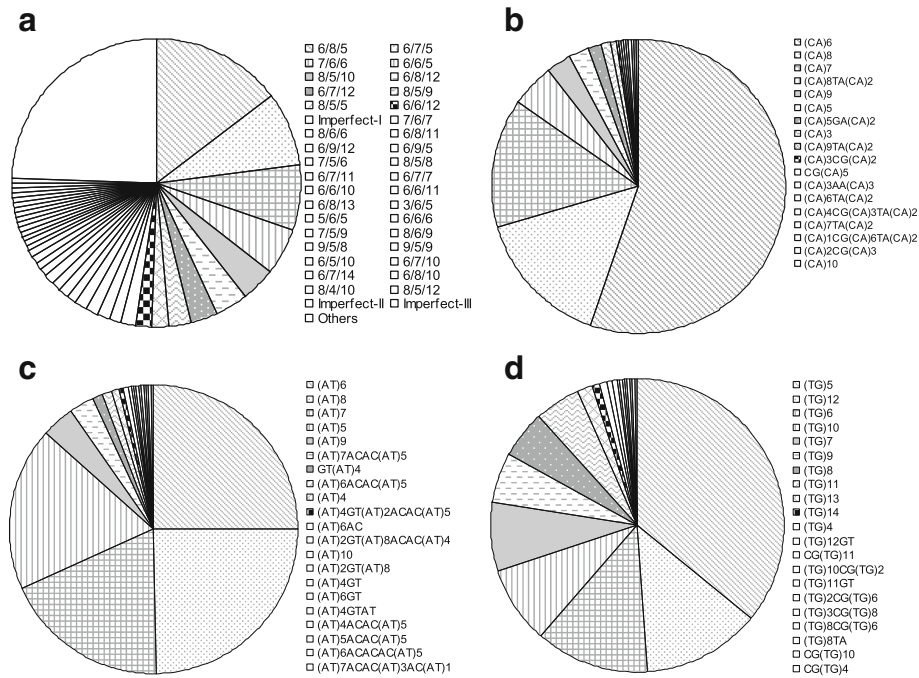 a
6/8/5 6/7/5
7/6/6 6/6/5
8/5/10 6/8/12
6/7/12 8/5/9
8/5/5 6/6/12
Imperfect-I 7/6/7
8/6/6 6/8/11
6/9/12 6/9/5
7/5/6 8/5/8
6/7/11 6/7/7
6/6/10 6/6/11
6/8/13 3/6/5
5/6/5 6/6/6
7/5/9 8/6/9
9/5/8 9/5/9
6/5/10 6/7/10
6/7/14 6/8/10
8/4/10 8/5/12
Imperfect-II Imperfect-III
Others
b
(CA)6
(CA)8
(CA)7
(CA)8TA(CA)2
(CA)9
(CA)5
(CA)5GA(CA)2
(CA)3
(CA)9TA(CA)2
(CA)3CG(CA)2
CG(CA)5
(CA)3AA(CA)3
(CA)6TA(CA)2
(CA)4CG(CA)3TA(CA)2
(CA)7TA(CA)2
(CA)1CG(CA)6TA(CA)2
(CA)2CG(CA)3
(CA)10
c
(AT)6
(AT)8
(AT)7
(AT)5
(AT)9
(AT)7ACAC(AT)5
GT(AT)4
(AT)6ACAC(AT)5
(AT)4
(AT)4GT(AT)2ACAC(AT)5
(AT)6AC
(AT)2GT(AT)8ACAC(AT)4
(AT)10
(AT)2GT(AT)8
(AT)4GT
(AT)6GT
(AT)4GTAT
(AT)4ACAC(AT)5
(AT)5ACAC(AT)5
(AT)6ACACAC(AT)5
(AT)7ACAC(AT)3AC(AT)1
d
(TG)5
(TG)12
(TG)6
(TG)10
(TG)7
(TG)9
(TG)8
(TG)11
(TG)13
(TG)14
(TG)4
(TG)12GT
CG(TG)11
(TG)10CG(TG)2
(TG)11GT
(TG)2CG(TG)6
(TG)3CG(TG)8
(TG)8CG(TG)6
(TG)8TA
CG(TG)10
CG(TG)4